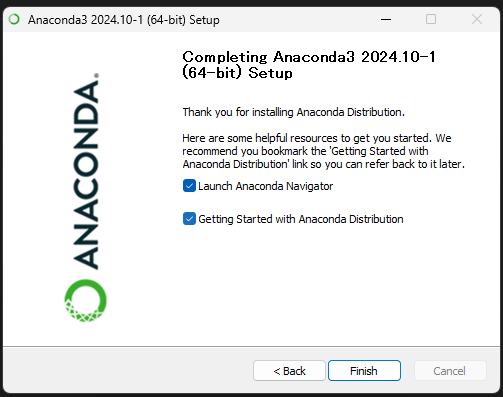 Anaconda3 2024.10-1 (64-bit) Setup
Completing Anaconda3 2024.10-1
(64-bit) Setup
Thank you for installing Anaconda Distribution.
Here are some helpful resources to get you started. We
recommend you bookmark the 'Getting Started with
Anaconda Distribution' link so you can refer back to it later.
Launch Anaconda Navigator
Getting Started with Anaconda Distribution
ANACONDA.
< Back
Finish
Cancel